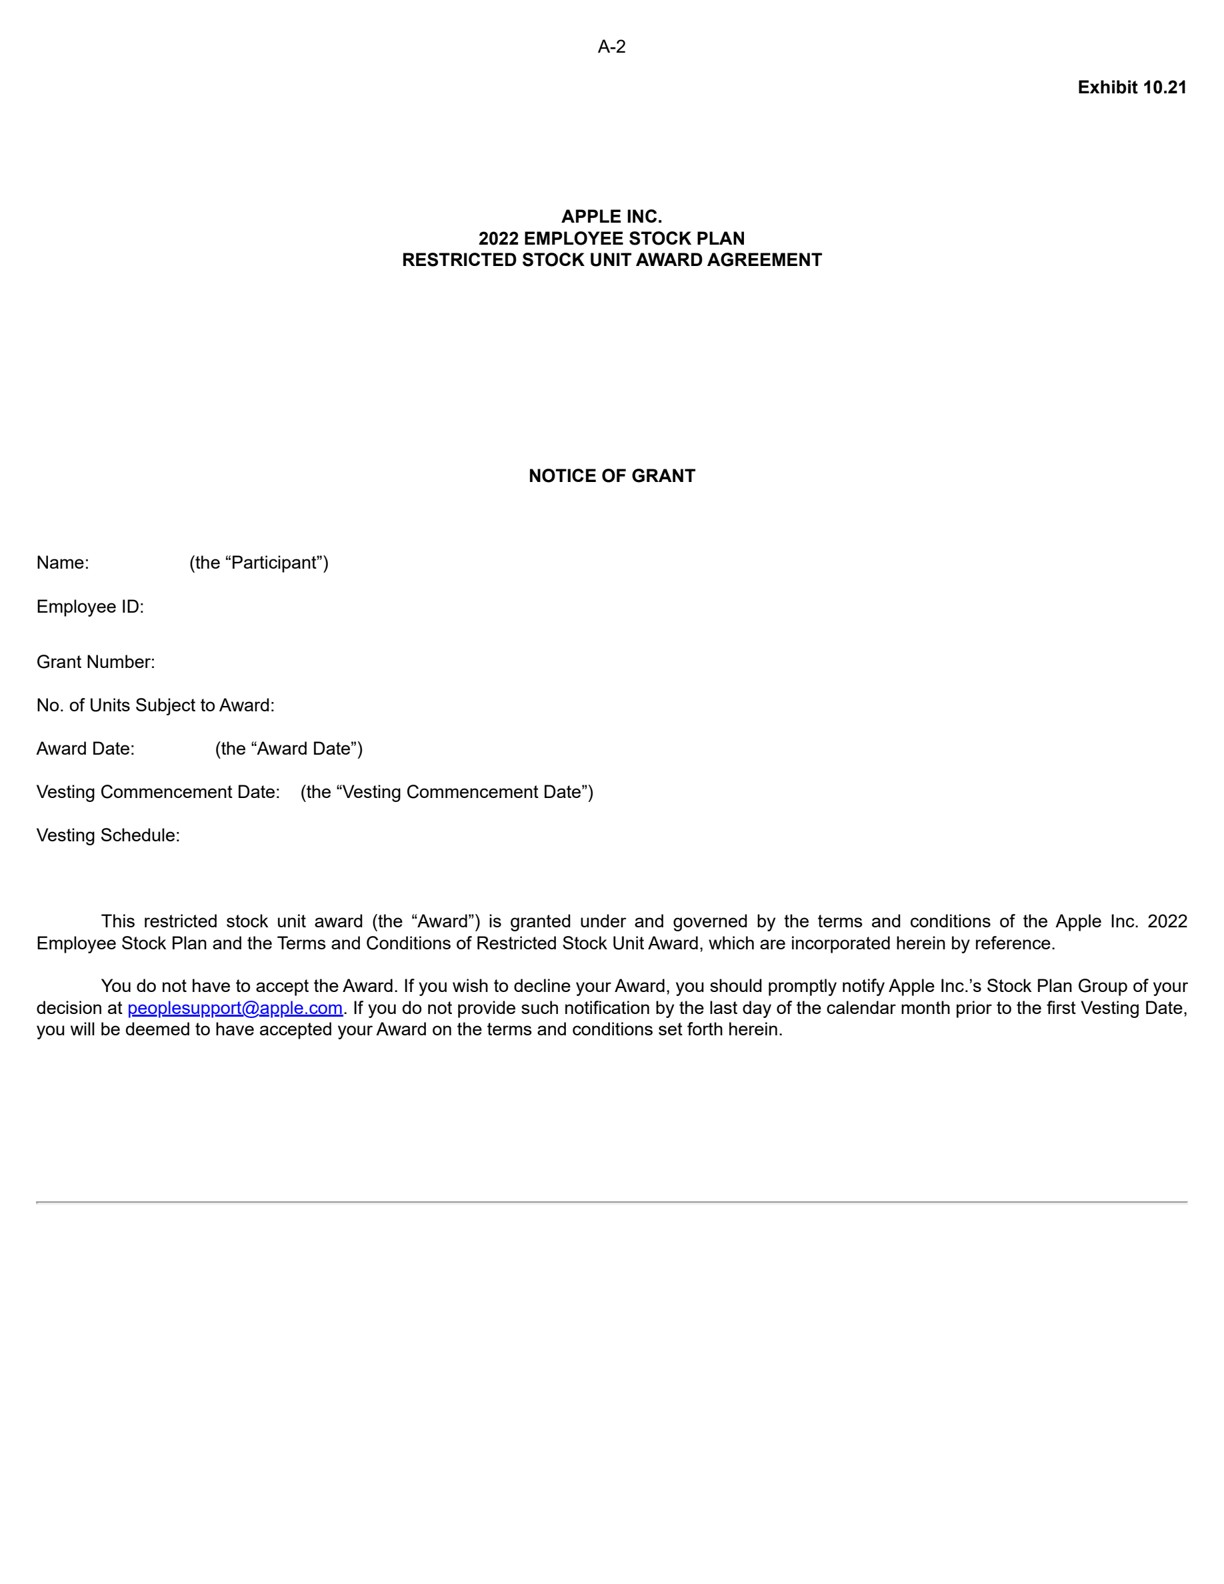 A-2
Exhibit 10.21
APPLE INC.
2022 EMPLOYEE STOCK PLAN
RESTRICTED STOCK UNIT AWARD AGREEMENT
NOTICE OF GRANT
Name: (the “Participant”)
Employee ID:
Grant Number:
No. of Units Subject to Award:
Award Date: (the “Award Date”)
Vesting Commencement Date: (the “Vesting Commencement Date”)
Vesting Schedule:
This restricted stock unit award (the “Award”) is granted under and governed by the terms and conditions of the Apple Inc. 2022
Employee Stock Plan and the Terms and Conditions of Restricted Stock Unit Award, which are incorporated herein by reference.
You do not have to accept the Award. If you wish to decline your Award, you should promptly notify Apple Inc.’s Stock Plan Group of your
decision at peoplesupport@apple.com. If you do not provide such notification by the last day of the calendar month prior to the first Vesting Date,
you will be deemed to have accepted your Award on the terms and conditions set forth herein.